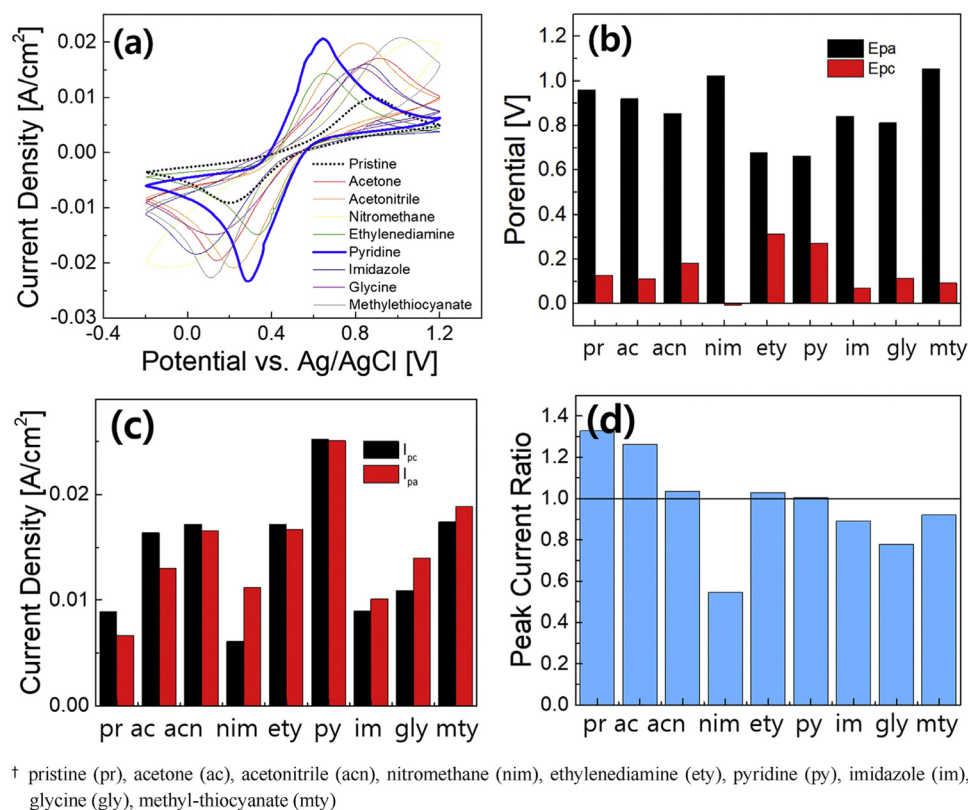 (a)
Current Density [A/cm²]
0.02
0.01
0.00
-0.01
-0.02
-0.03
Pristine
Acetone
Acetonitrile
Nitromethane
Ethylenediamine
Pyridine
Imidazole
Glycine
Methylethiocyanate
-0.4 0.0 0.4 0.8 1.2
Potential vs. Ag/AgCl [V]
(b)
Porential [V]
1.2
1.0
0.8
0.6
0.4
0.2
0.0
Epa
Epc
pr ac acn nim ety py im gly mty
(c)
Current Density [A/cm²]
0.02
0.01
0.00
Ipc
Ipa
pr ac acn nim ety py im gly mty
(d)
Peak Current Ratio
1.4
1.2
1.0
0.8
0.6
0.4
0.2
0.0
pr ac acn nim ety py im gly mty
† pristine (pr), acetone (ac), acetonitrile (acn), nitromethane (nim), ethylenediamine (ety), pyridine (py), imidazole (im),
glycine (gly), methyl-thiocyanate (mty)